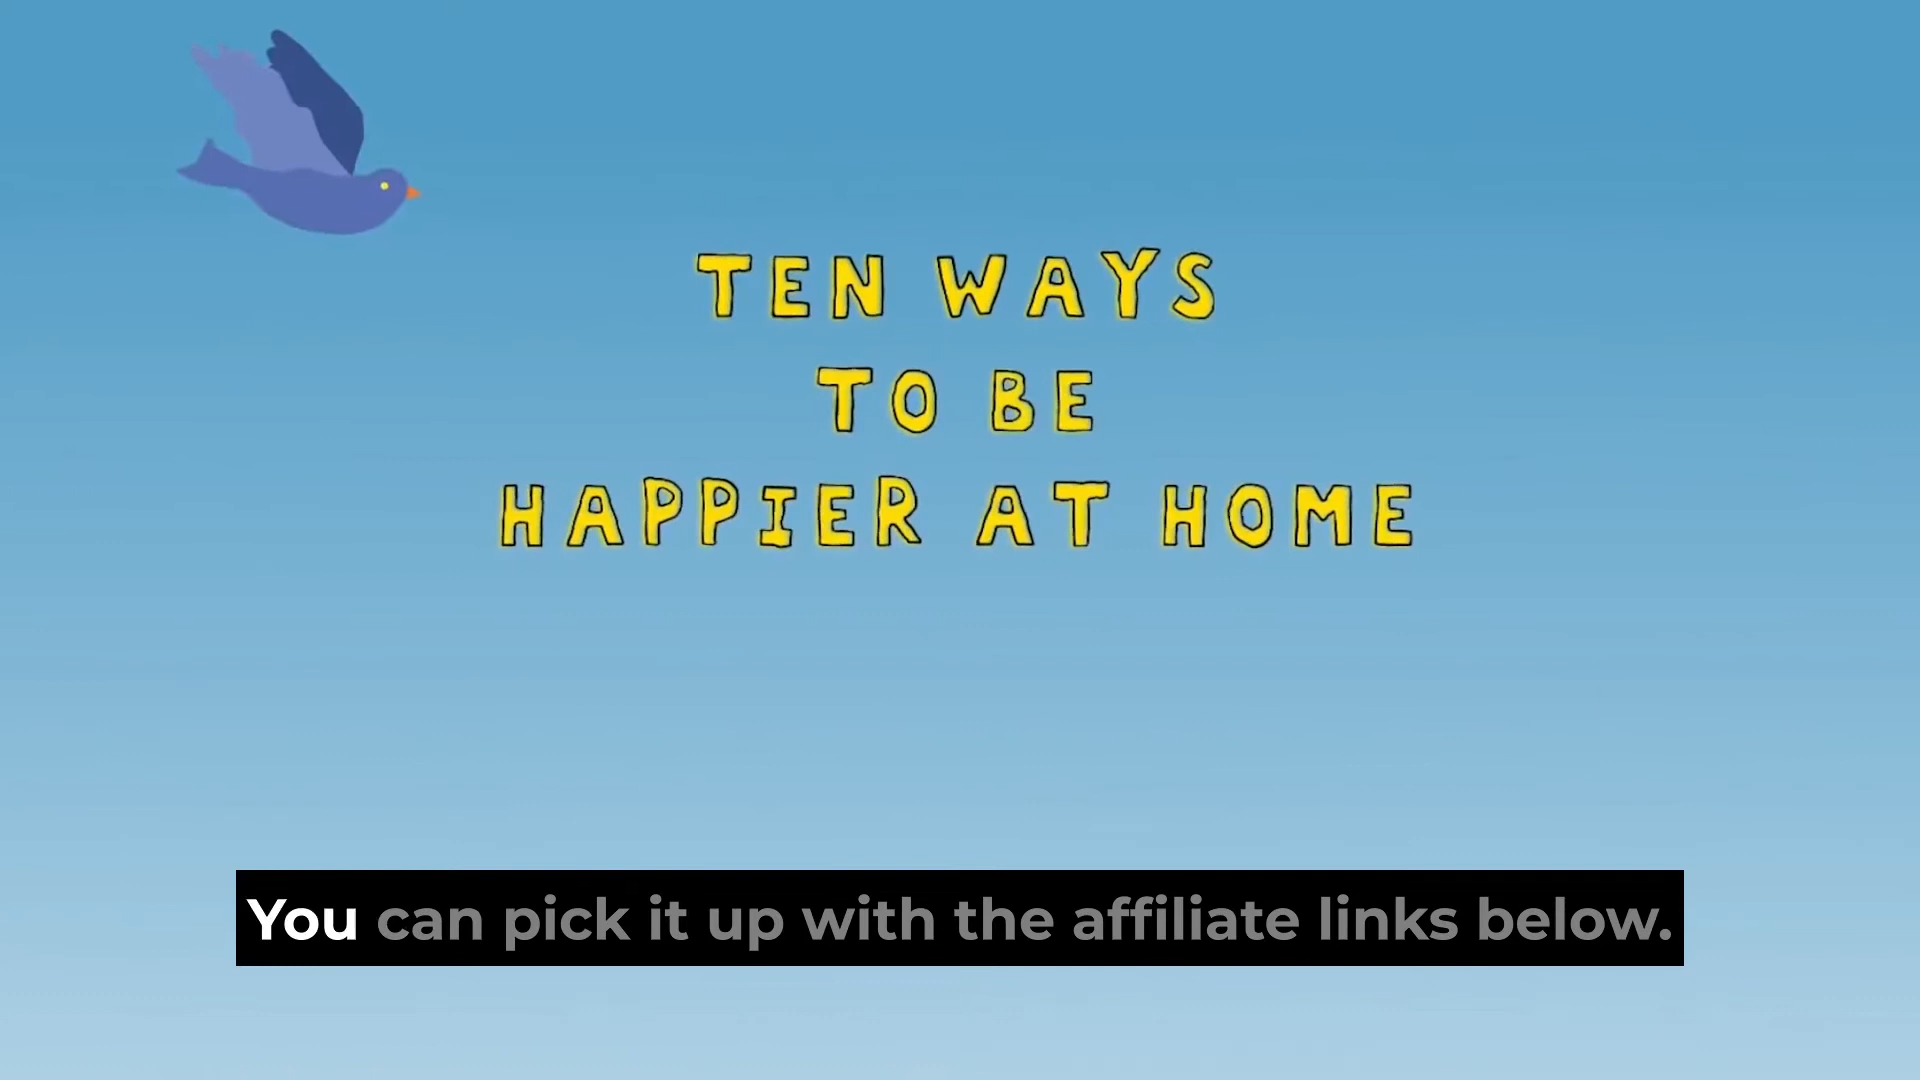 TEN WAYS
TO BE
HAPPIER AT HOME
You can pick it up with the affiliate links below.